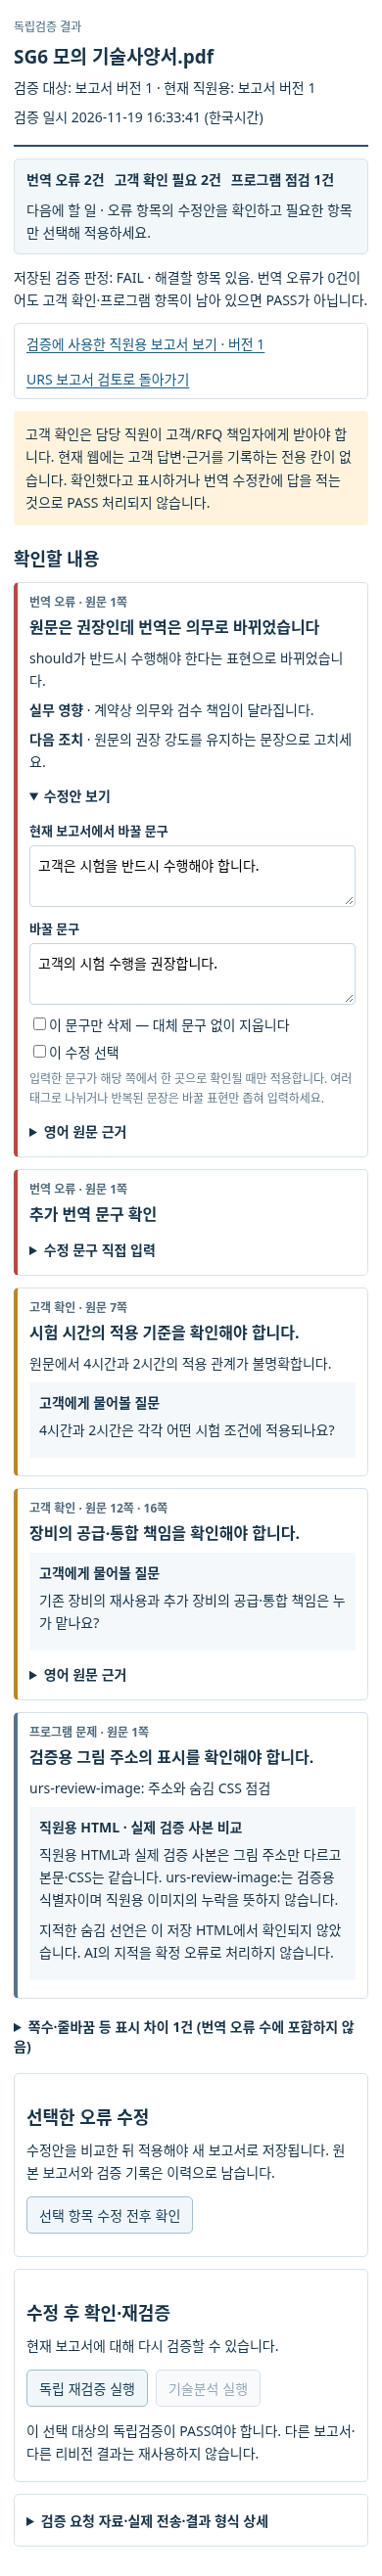 독립검증 결과
SG6 모의 기술사양서.pdf
검증 대상: 보고서 버전 1 · 현재 직원용: 보고서 버전 1
검증 일시 2026-11-19 16:33:41 (한국시간)
번역 오류 2건 고객 확인 필요 2건 프로그램 점검 1건
다음에 할 일 · 오류 항목의 수정안을 확인하고 필요한 항목
만 선택해 적용하세요.
저장된 검증 판정: FAIL · 해결할 항목 있음. 번역 오류가 0건이
어도 고객 확인·프로그램 항목이 남아 있으면 PASS가 아닙니다.
검증에 사용한 직원용 보고서 보기 · 버전 1
URS 보고서 검토로 돌아가기
고객 확인은 담당 직원이 고객/RFQ 책임자에게 받아야 합
니다. 현재 웹에는 고객 답변·근거를 기록하는 전용 칸이 없
습니다. 확인했다고 표시하거나 번역 수정칸에 답을 적는
것으로 PASS 처리되지 않습니다.
확인할 내용
번역 오류 · 원문 1쪽
원문은 권장인데 번역은 의무로 바뀌었습니다
should가 반드시 수행해야 한다는 표현으로 바뀌었습니
다.
실무 영향 · 계약상 의무와 검수 책임이 달라집니다.
다음 조치 · 원문의 권장 강도를 유지하는 문장으로 고치세
요.
▼ 수정안 보기
현재 보고서에서 바꿀 문구
고객은 시험을 반드시 수행해야 합니다.
바꿀 문구
고객의 시험 수행을 권장합니다.
이 문구만 삭제 — 대체 문구 없이 지웁니다
이 수정 선택
입력한 문구가 해당 쪽에서 한 곳으로 확인될 때만 적용합니다. 여러
태그로 나뉘거나 반복된 문장은 바꿀 표현만 좁혀 입력하세요.
▶ 영어 원문 근거
번역 오류 · 원문 1쪽
추가 번역 문구 확인
▶ 수정 문구 직접 입력
고객 확인 · 원문 7쪽
시험 시간의 적용 기준을 확인해야 합니다.
원문에서 4시간과 2시간의 적용 관계가 불명확합니다.
고객에게 물어볼 질문
4시간과 2시간은 각각 어떤 시험 조건에 적용되나요?
고객 확인 · 원문 12쪽 · 16쪽
장비의 공급·통합 책임을 확인해야 합니다.
고객에게 물어볼 질문
기존 장비의 재사용과 추가 장비의 공급·통합 책임은 누
가 맡나요?
▶ 영어 원문 근거
프로그램 문제 · 원문 1쪽
검증용 그림 주소의 표시를 확인해야 합니다.
urs-review-image: 주소와 숨김 CSS 점검
직원용 HTML · 실제 검증 사본 비교
직원용 HTML과 실제 검증 사본은 그림 주소만 다르고
본문·CSS는 같습니다. urs-review-image:는 검증용
식별자이며 직원용 이미지의 누락을 뜻하지 않습니다.
지적한 숨김 선언은 이 저장 HTML에서 확인되지 않았
습니다. AI의 지적을 확정 오류로 처리하지 않습니다.
▶ 쪽수·줄바꿈 등 표시 차이 1건 (번역 오류 수에 포함하지 않
음)
선택한 오류 수정
수정안을 비교한 뒤 적용해야 새 보고서로 저장됩니다. 원
본 보고서와 검증 기록은 이력으로 남습니다.
선택 항목 수정 전후 확인
수정 후 확인·재검증
현재 보고서에 대해 다시 검증할 수 있습니다.
독립 재검증 실행 기술분석 실행
이 선택 대상의 독립검증이 PASS여야 합니다. 다른 보고서·
다른 리비전 결과는 재사용하지 않습니다.
▶ 검증 요청 자료·실제 전송·결과 형식 상세